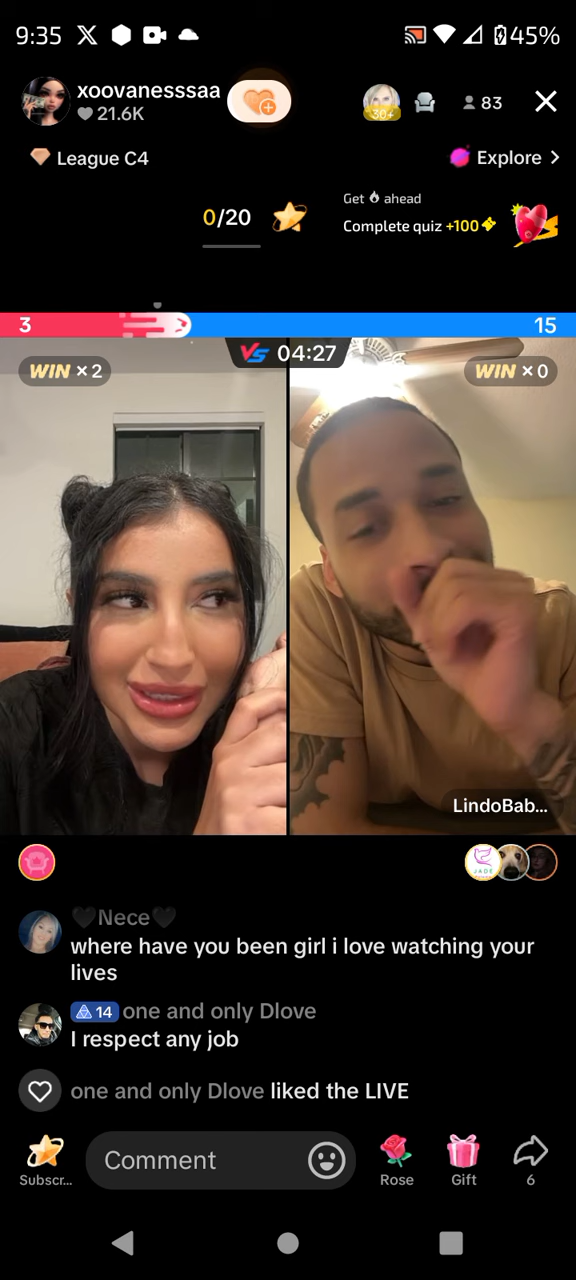 9:35
45%
xoovanesssaa
21.6K
30+
83
League C4
Explore
0/20
Get ahead
Complete quiz +100
3
15
VS 04:27
WIN × 2
WIN × 0
LindoBab...
JADE
🖤Nece🖤
where have you been girl i love watching your
lives
14 one and only Dlove
I respect any job
one and only Dlove liked the LIVE
Comment
Subscr...
Rose
Gift
6